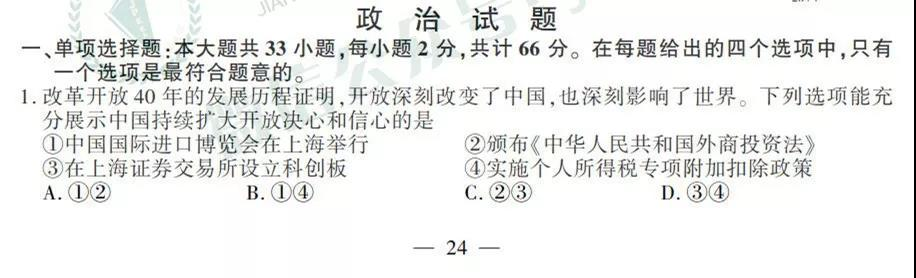 政 治 试 题
一、单项选择题:本大题共 33 小题,每小题 2 分,共计 66 分。在每题给出的四个选项中,只有
一个选项是最符合题意的。
1. 改革开放 40 年的发展历程证明,开放深刻改变了中国,也深刻影响了世界。下列选项能充
分展示中国持续扩大开放决心和信心的是
①中国国际进口博览会在上海举行 ②颁布《中华人民共和国外商投资法》
③在上海证券交易所设立科创板 ④实施个人所得税专项附加扣除政策
A. ①② B. ①④ C. ②③ D. ③④
— 24 —